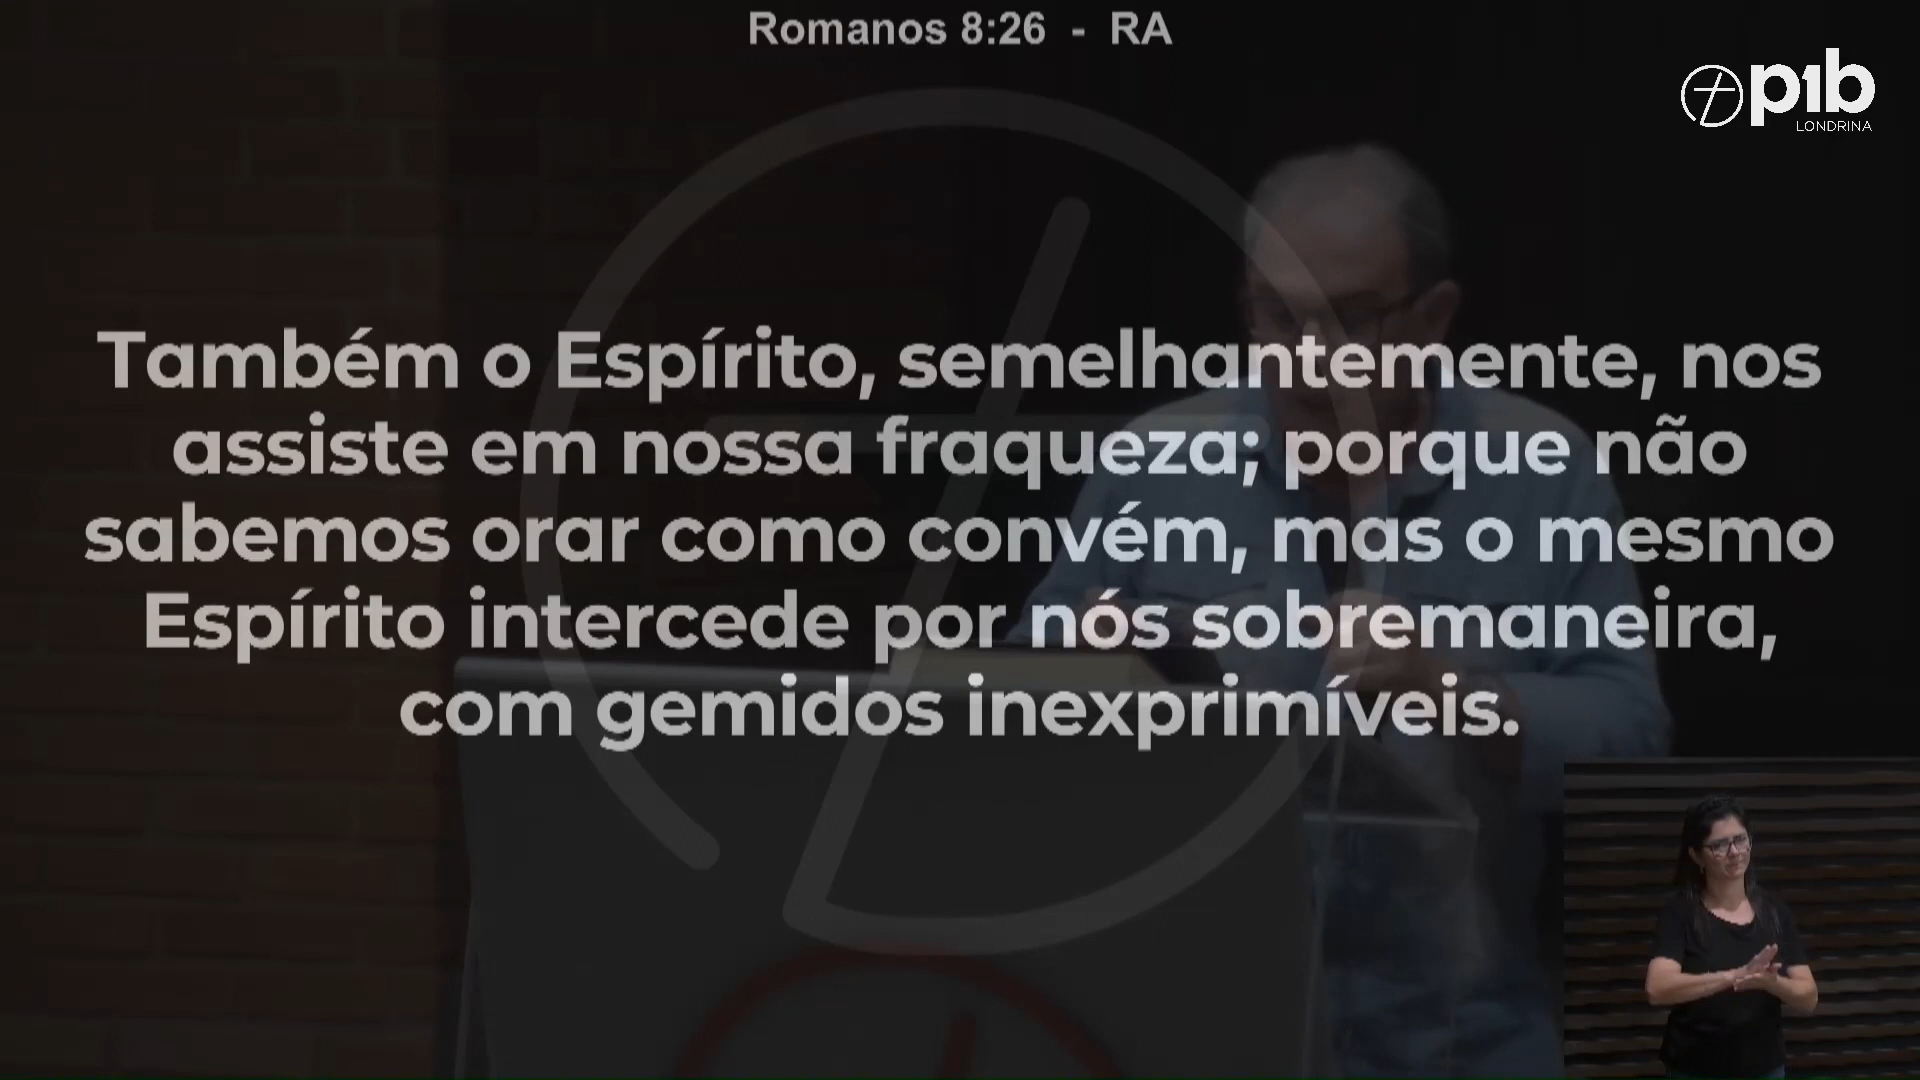 Romanos 8:26 - RA
p1b
LONDRINA
Também o Espírito, semelhantemente, nos
assiste em nossa fraqueza; porque não
sabemos orar como convém, mas o mesmo
Espírito intercede por nós sobremaneira,
com gemidos inexprimíveis.